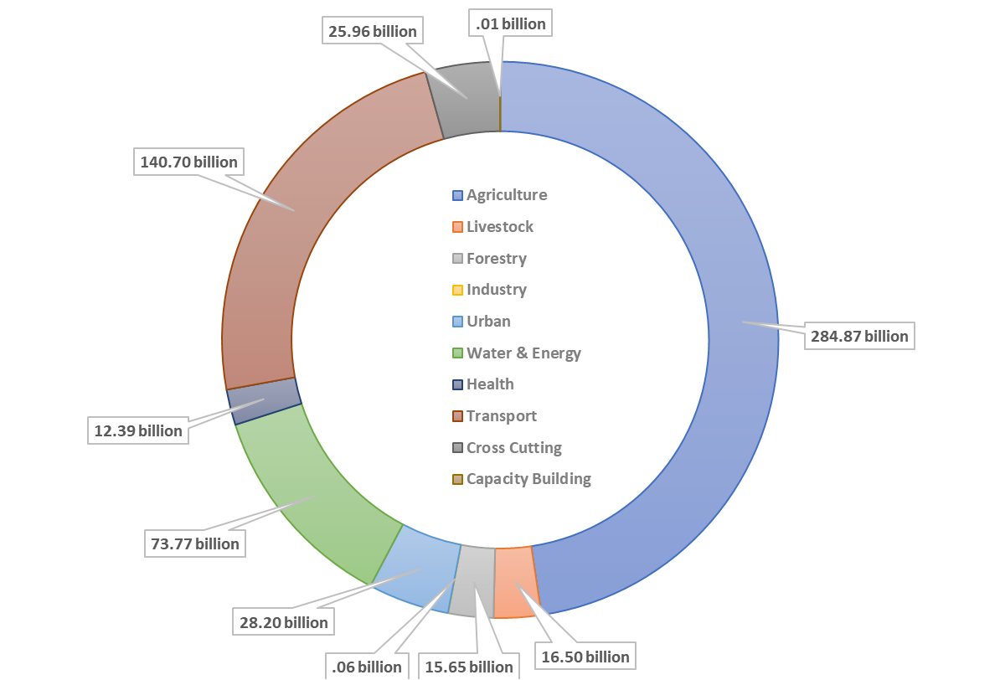 25.96 billion
.01 billion
140.70 billion
Agriculture
Livestock
Forestry
Industry
Urban
Water & Energy
Health
Transport
Cross Cutting
Capacity Building
284.87 billion
12.39 billion
73.77 billion
28.20 billion
.06 billion
15.65 billion
16.50 billion